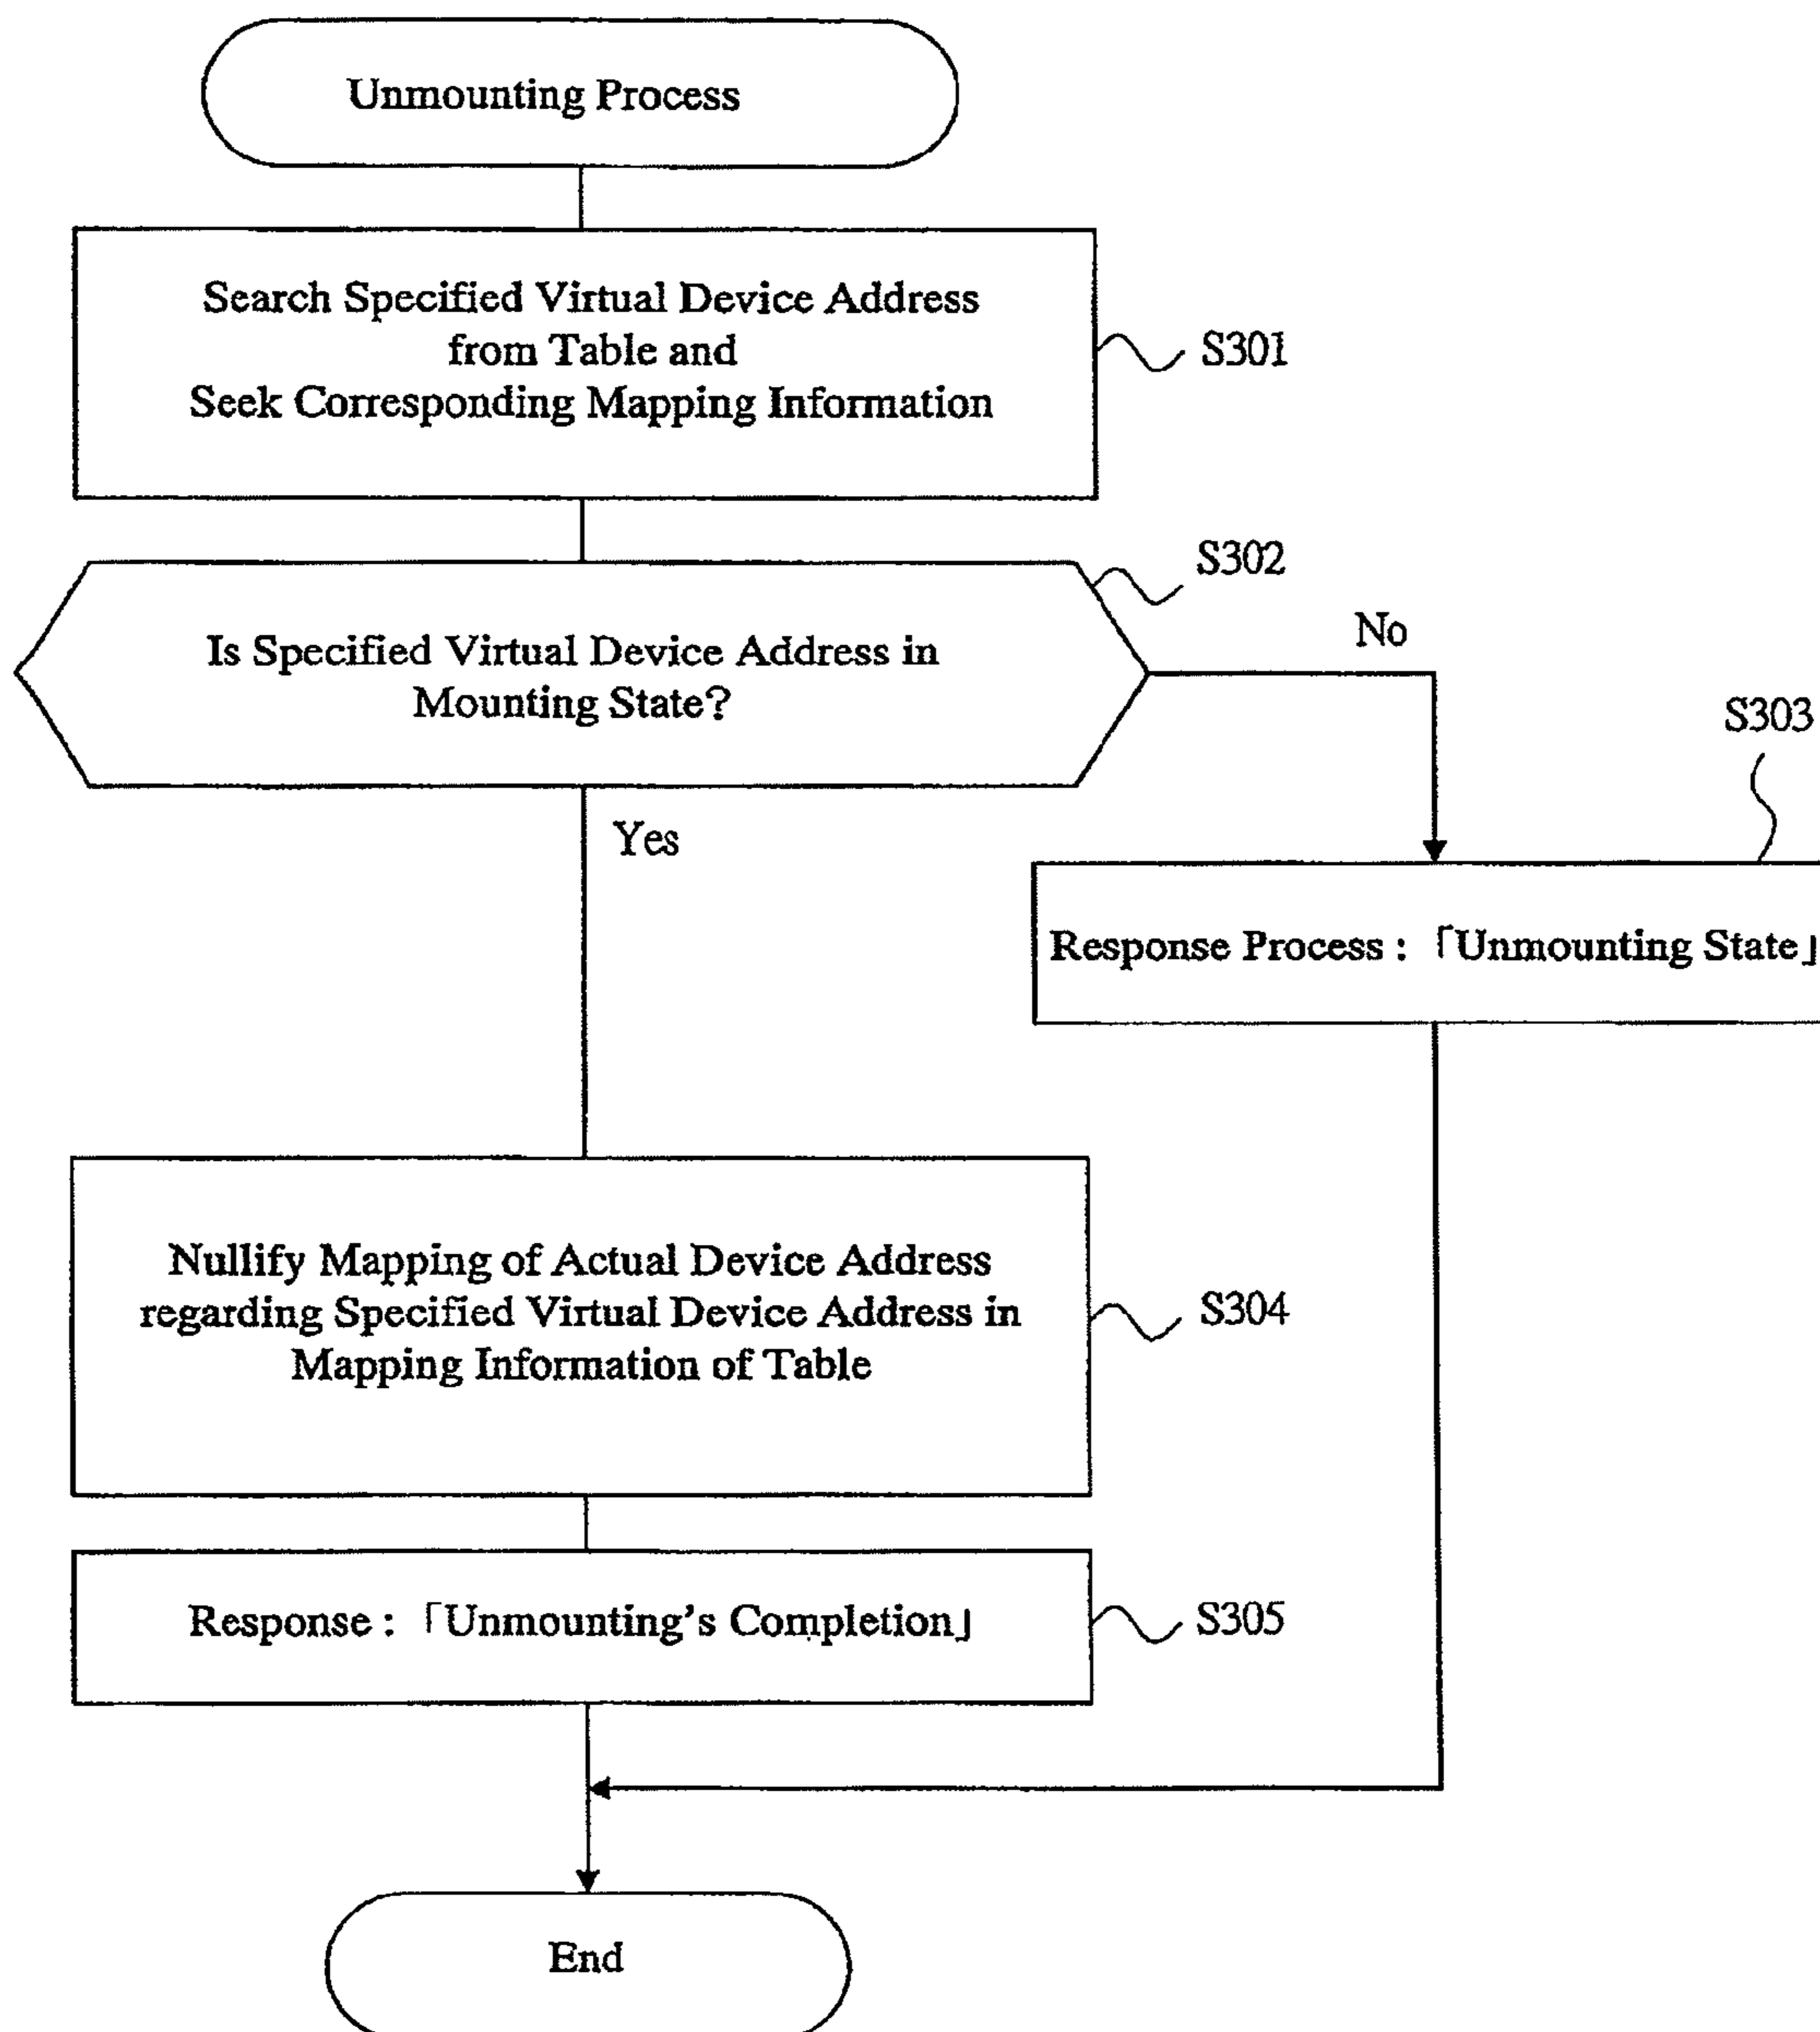 Unmounting Process
Search Specified Virtual Device Address
from Table and
Seek Corresponding Mapping Information
S301
S302
Is Specified Virtual Device Address in
Mounting State?
No
Yes
S303
Response Process : 「Unmounting State」
Nullify Mapping of Actual Device Address
regarding Specified Virtual Device Address in
Mapping Information of Table
S304
Response : 「Unmounting's Completion」
S305
End